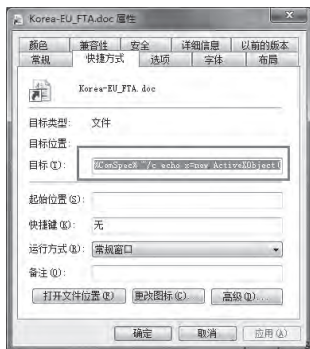 Korea-EU_FTA.doc 属性
颜色 兼容性 安全 详细信息 以前的版本
常规 快捷方式 选项 字体 布局
Korea-EU_FTA.doc
目标类型: 文件
目标位置:
目标(T): %ComSpec% "/c echo z=new ActiveXObject(
起始位置(S):
快捷键(K): 无
运行方式(R): 常规窗口
备注(O):
打开文件位置(F) 更改图标(C)... 高级(D)...
确定 取消 应用(A)